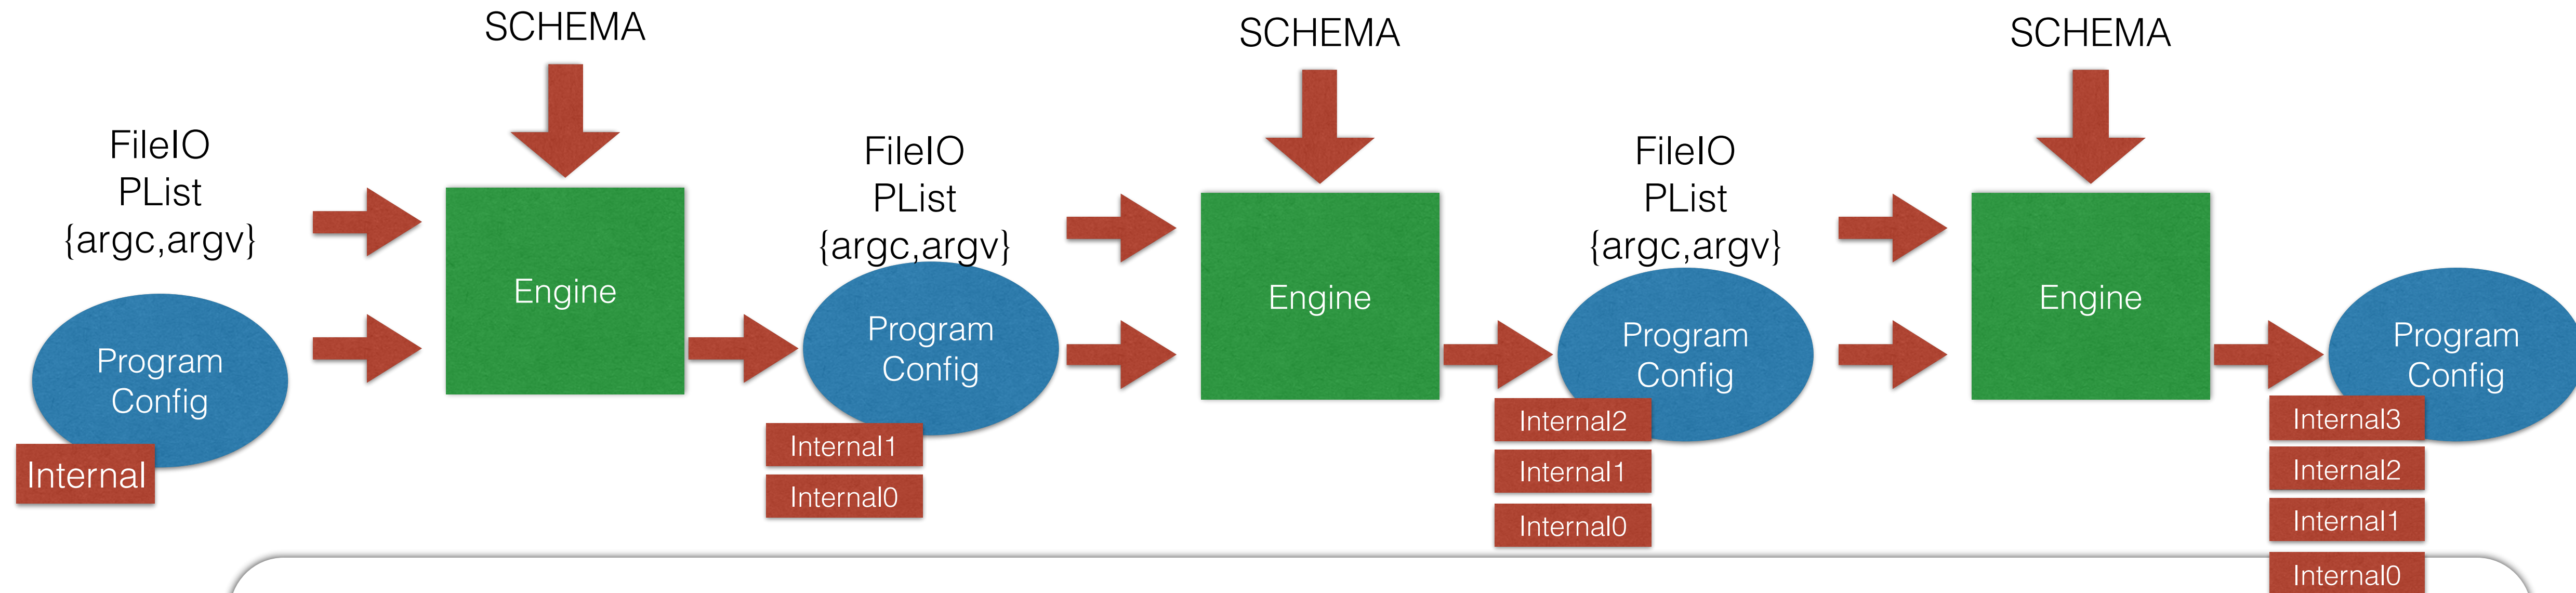 SCHEMA
SCHEMA
SCHEMA
FileIO
PList
{argc,argv}
FileIO
PList
{argc,argv}
FileIO
PList
{argc,argv}
Engine
Engine
Engine
Program
Config
Program
Config
Program
Config
Program
Config
Internal
Internal1
Internal0
Internal2
Internal1
Internal0
Internal3
Internal2
Internal1
Internal0